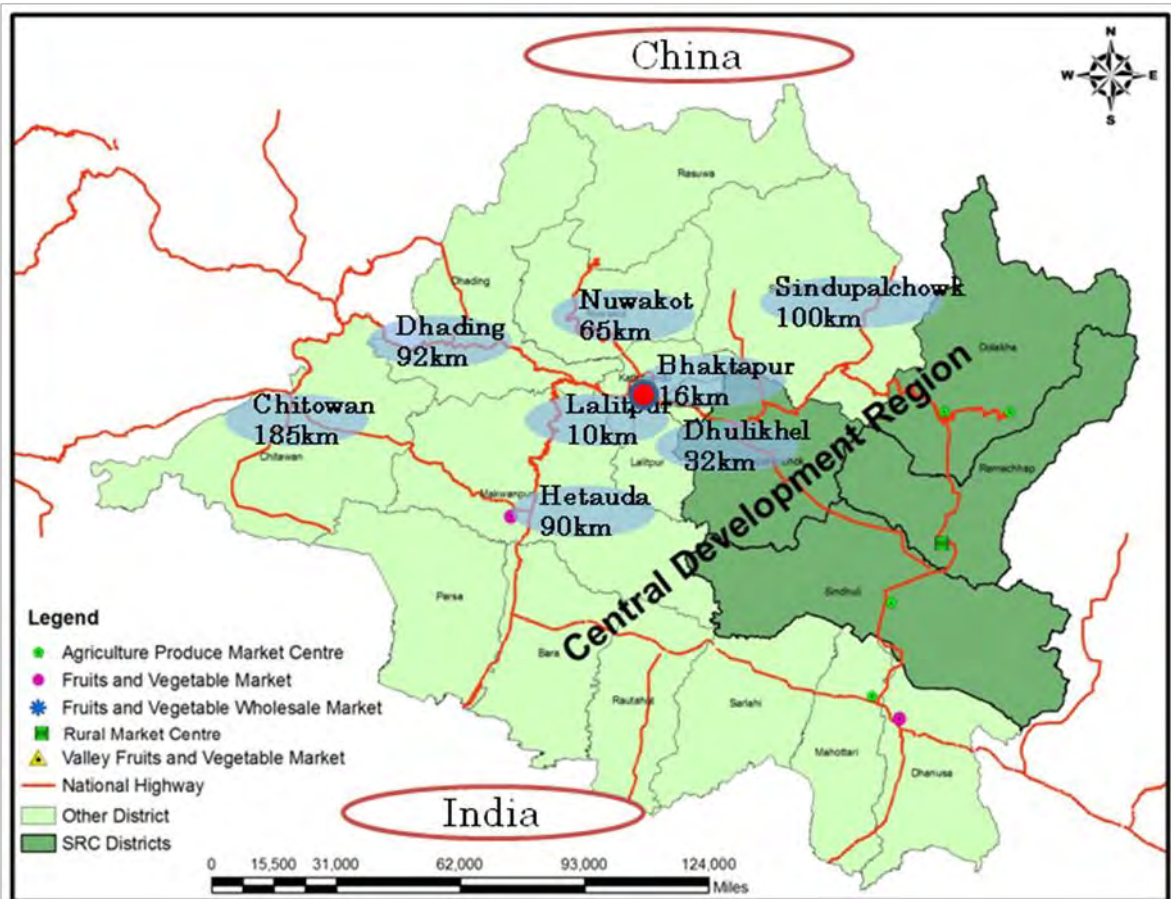 China
N
W
E
S
Rasuwa
Dhading
Nuwakot
65km
Sindupalchowk
100km
Dhading
92km
Dolakha
Bhaktapur
16km
Chitowan
185km
Chitawan
Lalitpur
10km
Dhulikhel
32km
Lalitpur
Ramechhap
Makwanpur
Hetauda
90km
Central Development Region
Sindhuli
Parsa
Bara
Rautahat
Sarlahi
Mahottari
Dhanusa
Legend
Agriculture Produce Market Centre
Fruits and Vegetable Market
Fruits and Vegetable Wholesale Market
Rural Market Centre
Valley Fruits and Vegetable Market
National Highway
Other District
SRC Districts
India
0 15,500 31,000 62,000 93,000 124,000
Miles